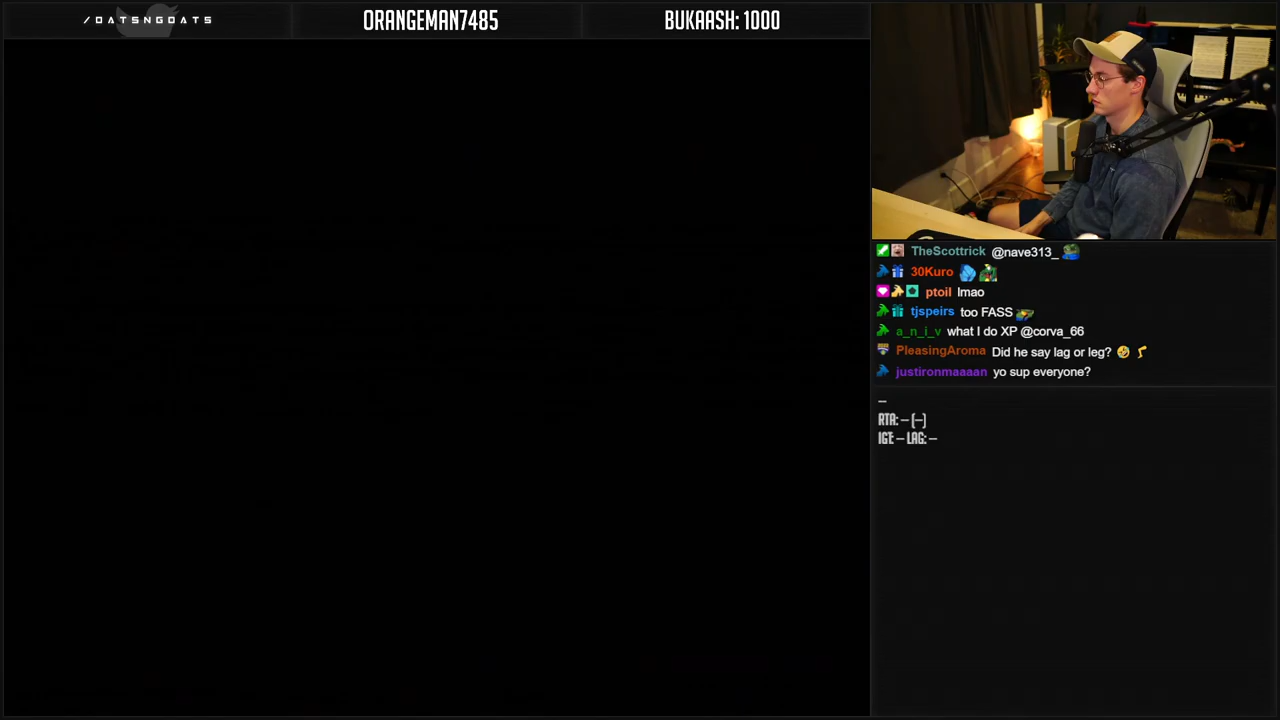 /OATSNGOATS
ORANGEMAN7485
BUKAASH: 1000
TheScottrick @nave313_
30Kuro
ptoil lmao
tjspeirs too FASS
a_n_i_v what I do XP @corva_66
PleasingAroma Did he say lag or leg?
justironmaaaan yo sup everyone?
—
RTA: — (—)
IGT: — LAG: —